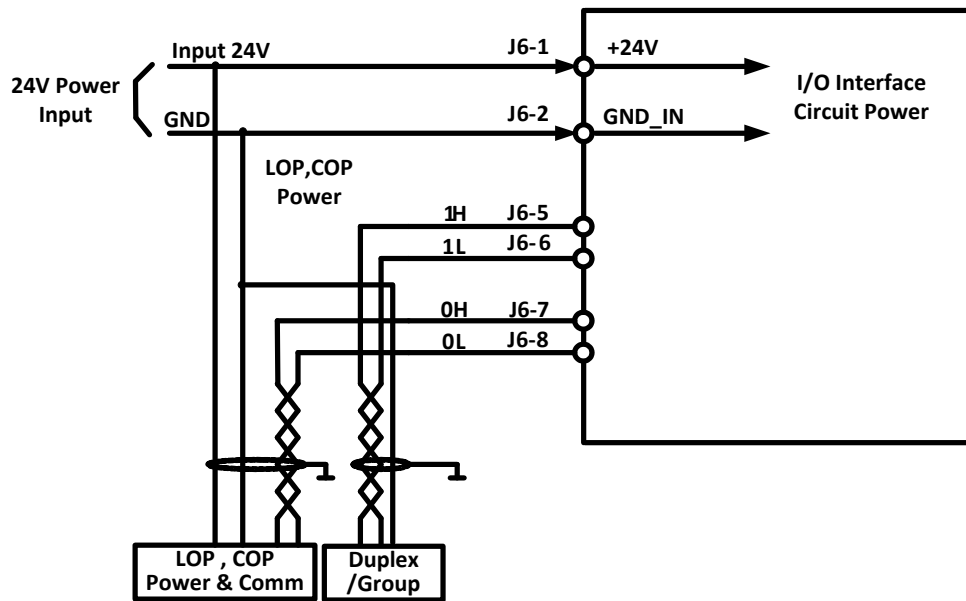 Input 24V
J6-1
+24V
24V Power
Input
I/O Interface
Circuit Power
GND
J6-2
GND_IN
LOP,COP
Power
1H
J6-5
1L
J6-6
0H
J6-7
0L
J6-8
LOP , COP
Power & Comm
Duplex
/Group